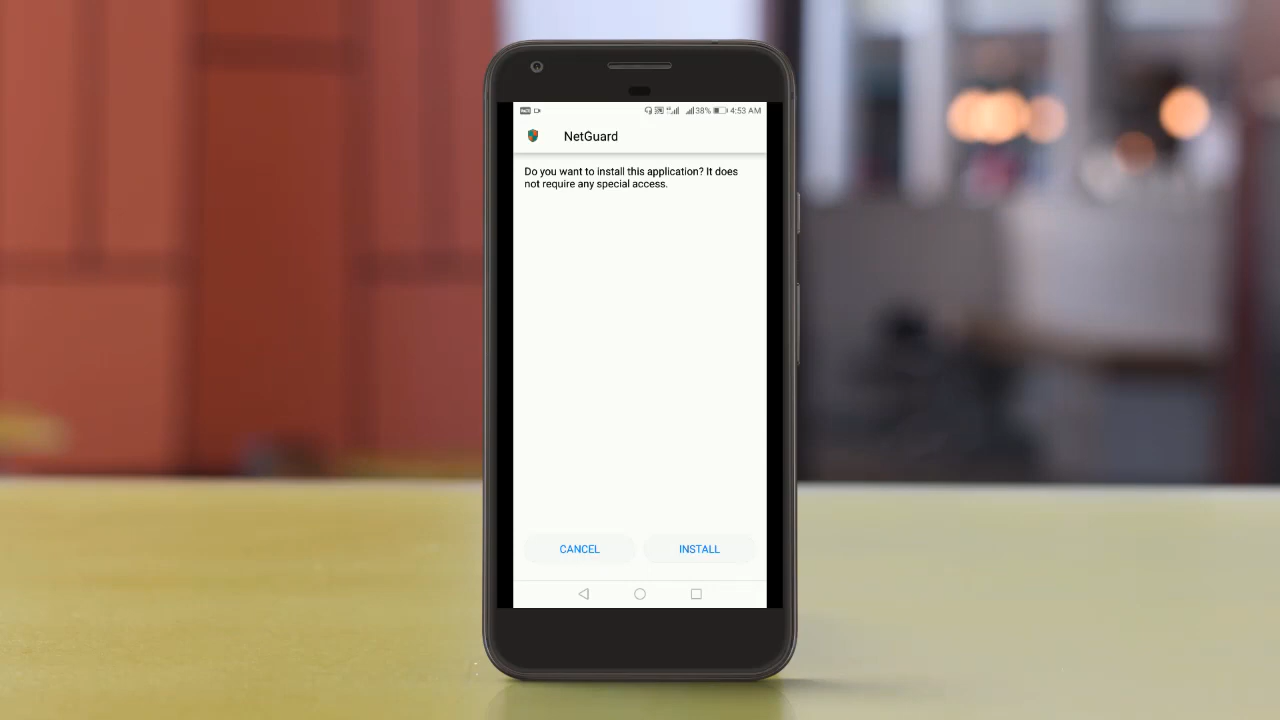 38% 4:53 AM
NetGuard
Do you want to install this application? It does
not require any special access.
CANCEL INSTALL